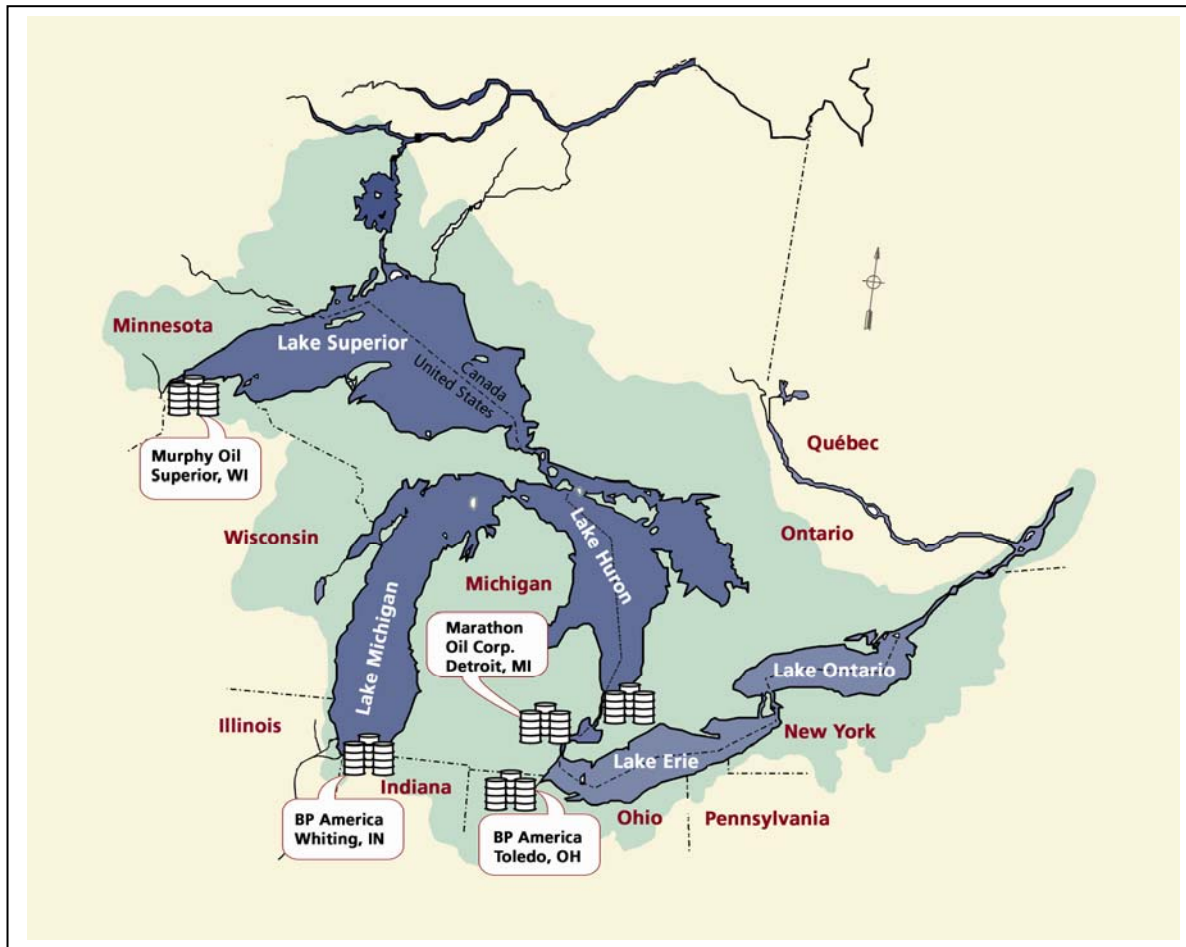 Minnesota
Lake Superior
Canada
United States
Murphy Oil
Superior, WI
Québec
Wisconsin
Ontario
Lake Huron
Michigan
Lake Michigan
Marathon
Oil Corp.
Detroit, MI
Lake Ontario
Illinois
New York
Lake Erie
Indiana
BP America
Whiting, IN
BP America
Toledo, OH
Ohio
Pennsylvania